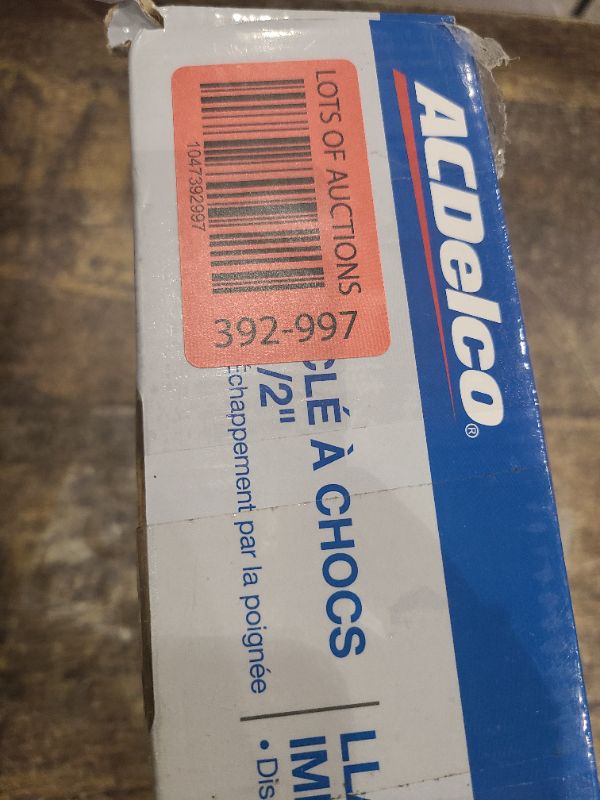 ACDelco®
LOTS OF AUCTIONS
1047392997
392-997
CLÉ À CHOCS
/2"
Échappement par la poignée